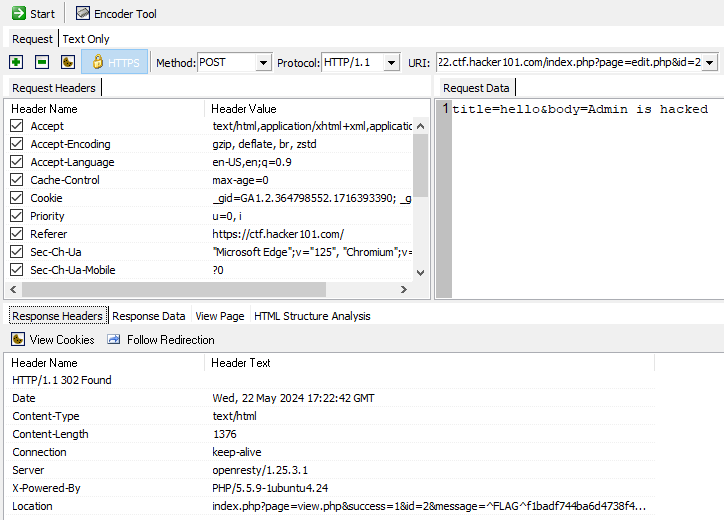 Start Encoder Tool
Request Text Only
HTTPS Method: POST Protocol: HTTP/1.1 URI: 22.ctf.hacker101.com/index.php?page=edit.php&id=2
Request Headers Request Data
Header Name Header Value
1 title=hello&body=Admin is hacked
Accept text/html,application/xhtml+xml,applicatio
Accept-Encoding gzip, deflate, br, zstd
Accept-Language en-US,en;q=0.9
Cache-Control max-age=0
Cookie _gid=GA1.2.364798552.1716393390; _g
Priority u=0, i
Referer https://ctf.hacker101.com/
Sec-Ch-Ua "Microsoft Edge";v="125", "Chromium";v=
Sec-Ch-Ua-Mobile ?0
Response Headers Response Data View Page HTML Structure Analysis
View Cookies Follow Redirection
Header Name Header Text
HTTP/1.1 302 Found
Date Wed, 22 May 2024 17:22:42 GMT
Content-Type text/html
Content-Length 1376
Connection keep-alive
Server openresty/1.25.3.1
X-Powered-By PHP/5.5.9-1ubuntu4.24
Location index.php?page=view.php&success=1&id=2&message=^FLAG^f1badf744ba6d4738f4...